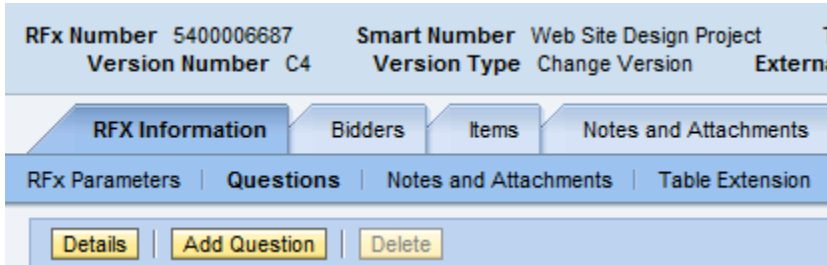 RFx Number 5400006687 Smart Number Web Site Design Project
Version Number C4 Version Type Change Version
RFX Information Bidders Items Notes and Attachments
RFx Parameters | Questions | Notes and Attachments | Table Extension
Details Add Question Delete